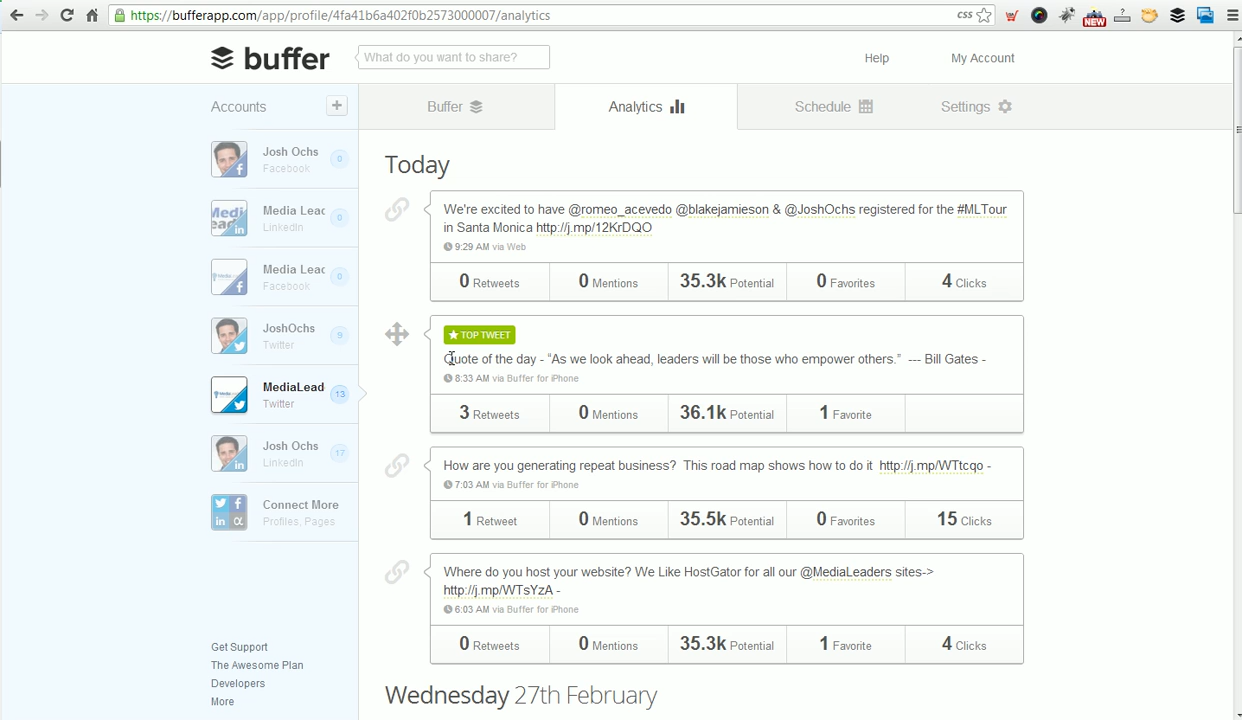 https://bufferapp.com/app/profile/4fa41b6a402f0b2573000007/analytics
css
NEW
buffer
What do you want to share?
Help
My Account
Accounts
+
Buffer
Analytics
Schedule
Settings
Josh Ochs
Facebook
0
Media Lead
LinkedIn
0
Media Lead
Facebook
0
JoshOchs
Twitter
9
MediaLead
Twitter
13
Josh Ochs
LinkedIn
17
Connect More
Profiles, Pages
Get Support
The Awesome Plan
Developers
More
Today
We're excited to have @romeo_acevedo @blakejamieson & @JoshOchs registered for the #MLTour
in Santa Monica http://j.mp/12KrDQO
9:29 AM via Web
0 Retweets 0 Mentions 35.3k Potential 0 Favorites 4 Clicks
TOP TWEET
Quote of the day - “As we look ahead, leaders will be those who empower others.” --- Bill Gates -
8:33 AM via Buffer for iPhone
3 Retweets 0 Mentions 36.1k Potential 1 Favorite
How are you generating repeat business? This road map shows how to do it http://j.mp/WTtcqo -
7:03 AM via Buffer for iPhone
1 Retweet 0 Mentions 35.5k Potential 0 Favorites 15 Clicks
Where do you host your website? We Like HostGator for all our @MediaLeaders sites->
http://j.mp/WTsYzA -
6:03 AM via Buffer for iPhone
0 Retweets 0 Mentions 35.3k Potential 1 Favorite 4 Clicks
Wednesday 27th February